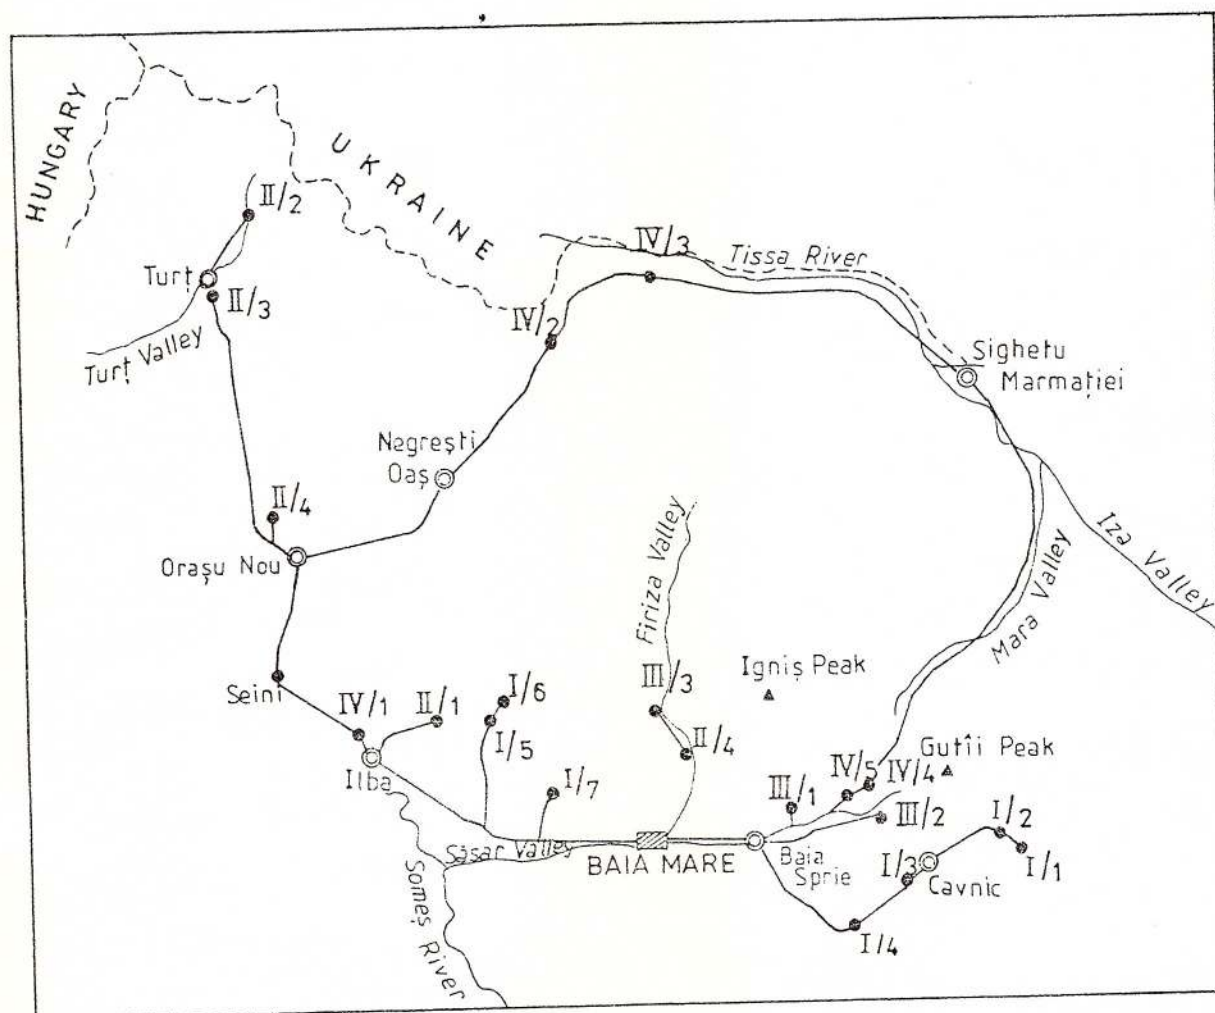 HUNGARY
UKRAINE
II/2
Turț
II/3
Turț Valley
IV/3
Tissa River
IV/2
Sighetu
Marmației
Negrești
Oaș
II/4
Orașu Nou
Iza Valley
Mara Valley
Firiza Valley
Igniș Peak
III/3
II/4
Seini
IV/1
II/1
I/6
I/5
Ilba
I/7
Gutîi Peak
IV/5
IV/4
III/1
III/2
I/2
I/1
Săsar Valley
BAIA MARE
Baia
Sprie
I/3
Cavnic
I/4
Someș River